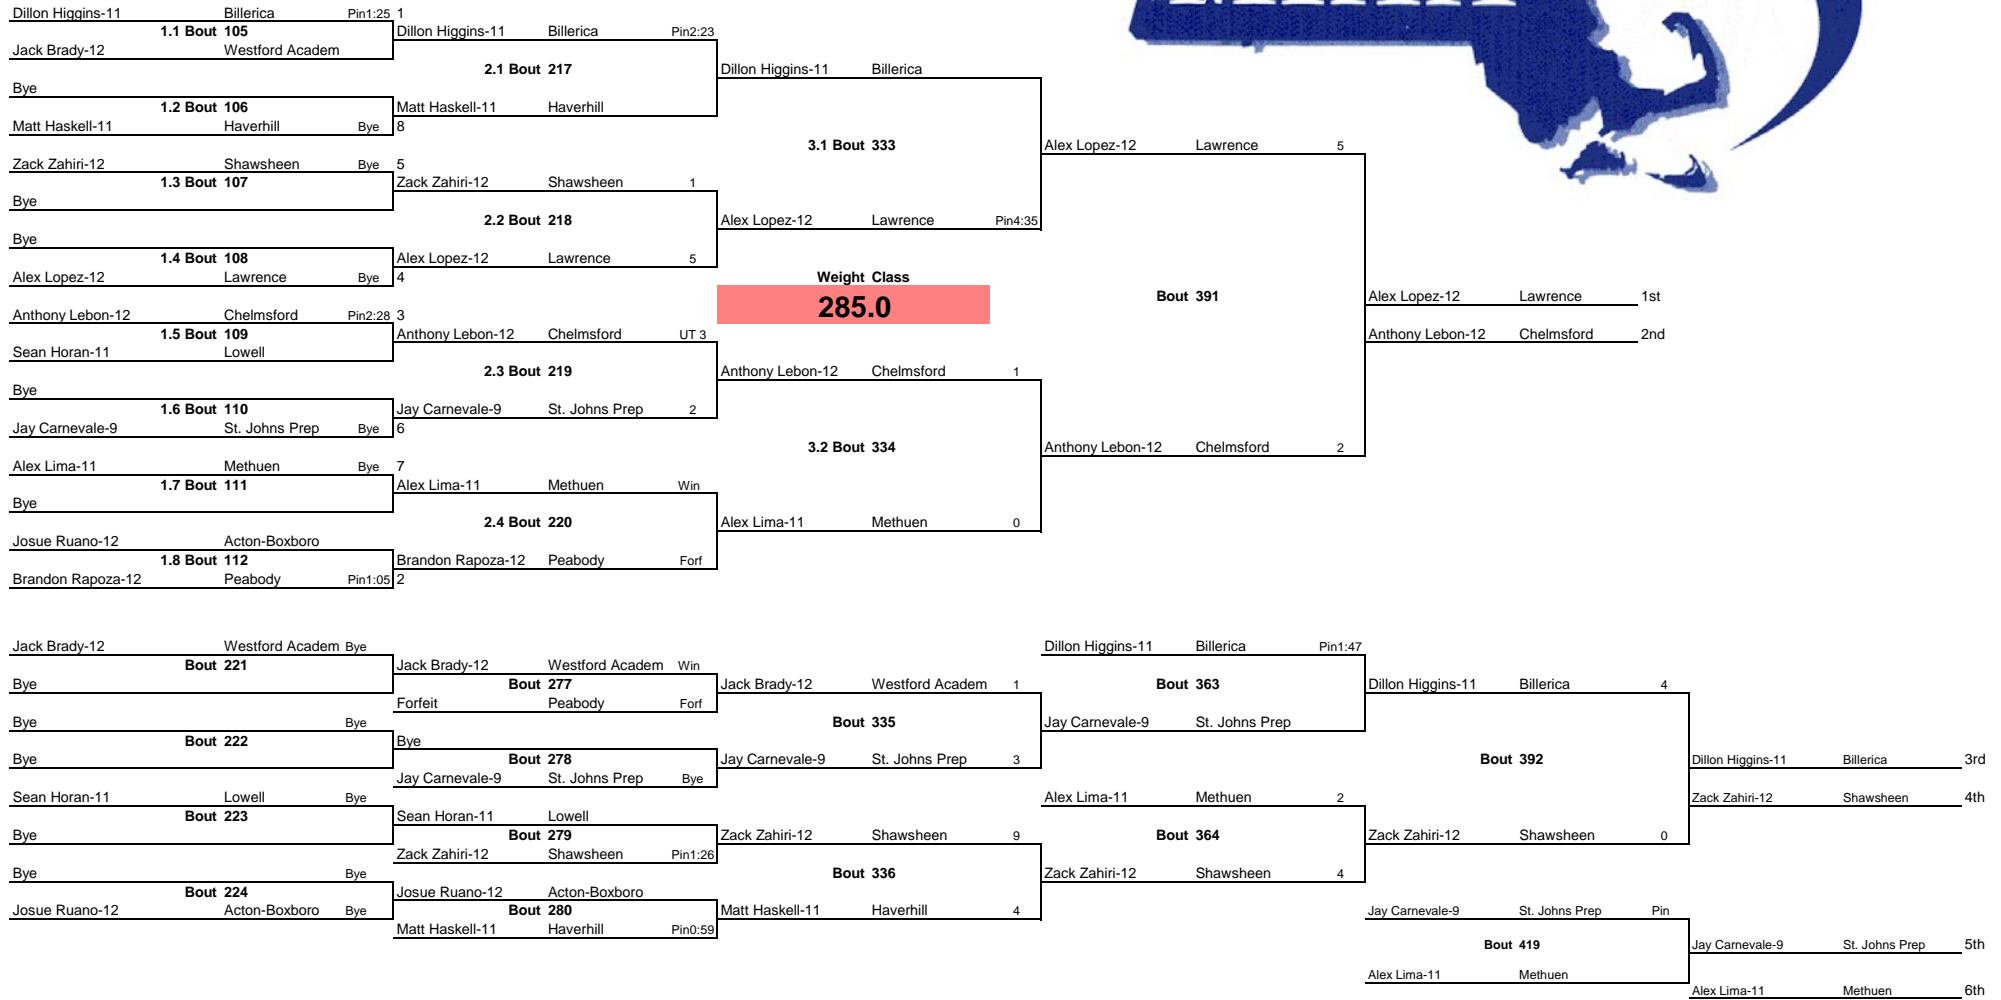 Dillon Higgins-11 Billerica Pin1:25 1
1.1 Bout 105 Dillon Higgins-11 Billerica Pin2:23
Jack Brady-12 Westford Academ
2.1 Bout 217 Dillon Higgins-11 Billerica
Bye
1.2 Bout 106 Matt Haskell-11 Haverhill
Matt Haskell-11 Haverhill Bye 8
3.1 Bout 333 Alex Lopez-12 Lawrence 5
Zack Zahiri-12 Shawsheen Bye 5
1.3 Bout 107 Zack Zahiri-12 Shawsheen 1
Bye
2.2 Bout 218 Alex Lopez-12 Lawrence Pin4:35
Bye
1.4 Bout 108 Alex Lopez-12 Lawrence 5
Alex Lopez-12 Lawrence Bye 4 Weight Class
285.0 Bout 391 Alex Lopez-12 Lawrence 1st
Anthony Lebon-12 Chelmsford Pin2:28 3
1.5 Bout 109 Anthony Lebon-12 Chelmsford UT 3 Anthony Lebon-12 Chelmsford 2nd
Sean Horan-11 Lowell
2.3 Bout 219 Anthony Lebon-12 Chelmsford 1
Bye
1.6 Bout 110 Jay Carnevale-9 St. Johns Prep 2
Jay Carnevale-9 St. Johns Prep Bye 6
3.2 Bout 334 Anthony Lebon-12 Chelmsford 2
Alex Lima-11 Methuen Bye 7
1.7 Bout 111 Alex Lima-11 Methuen Win
Bye
2.4 Bout 220 Alex Lima-11 Methuen 0
Josue Ruano-12 Acton-Boxboro
1.8 Bout 112 Brandon Rapoza-12 Peabody Forf
Brandon Rapoza-12 Peabody Pin1:05 2
Jack Brady-12 Westford Academ Bye Dillon Higgins-11 Billerica Pin1:47
Bout 221 Jack Brady-12 Westford Academ Win
Bye Bout 277 Jack Brady-12 Westford Academ 1 Bout 363 Dillon Higgins-11 Billerica 4
Forfeit Peabody Forf
Bye Bye Bout 335 Jay Carnevale-9 St. Johns Prep
Bout 222 Bye
Bye Bout 278 Jay Carnevale-9 St. Johns Prep 3 Bout 392 Dillon Higgins-11 Billerica 3rd
Jay Carnevale-9 St. Johns Prep Bye
Sean Horan-11 Lowell Bye Alex Lima-11 Methuen 2 Zack Zahiri-12 Shawsheen 4th
Bout 223 Sean Horan-11 Lowell
Bye Bout 279 Zack Zahiri-12 Shawsheen 9 Bout 364 Zack Zahiri-12 Shawsheen 0
Zack Zahiri-12 Shawsheen Pin1:26
Bye Bye Bout 336 Zack Zahiri-12 Shawsheen 4
Bout 224 Josue Ruano-12 Acton-Boxboro
Josue Ruano-12 Acton-Boxboro Bye Bout 280 Matt Haskell-11 Haverhill 4 Jay Carnevale-9 St. Johns Prep Pin
Matt Haskell-11 Haverhill Pin0:59
Bout 419 Jay Carnevale-9 St. Johns Prep 5th
Alex Lima-11 Methuen
Alex Lima-11 Methuen 6th